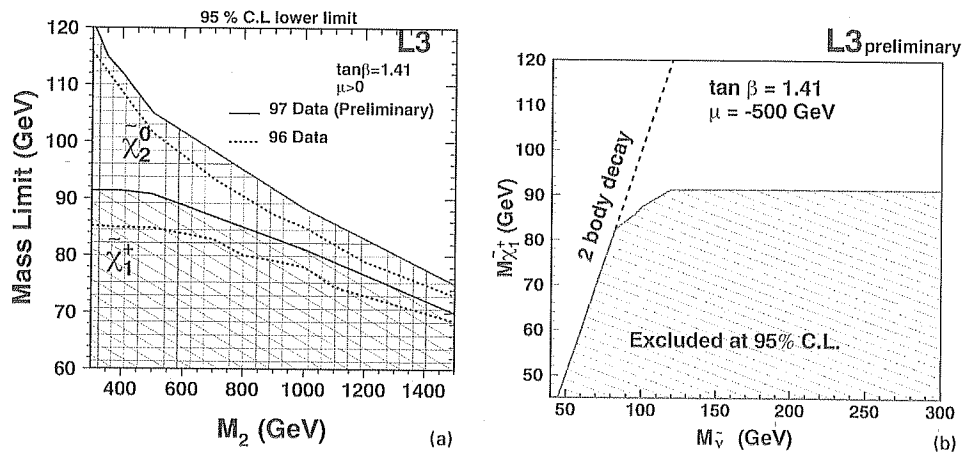 95 % C.L lower limit
L3
tanβ=1.41
μ>0
97 Data (Preliminary)
96 Data
χ̃⁰₂
χ̃⁺₁
Mass Limit (GeV)
120
110
100
90
80
70
60
400 600 800 1000 1200 1400
M₂ (GeV)
(a)
L3 preliminary
tan β = 1.41
μ = -500 GeV
2 body decay
Excluded at 95% C.L.
Mχ̃⁺₁ (GeV)
120
110
100
90
80
70
60
50
50 100 150 200 250 300
Mν̃ (GeV)
(b)